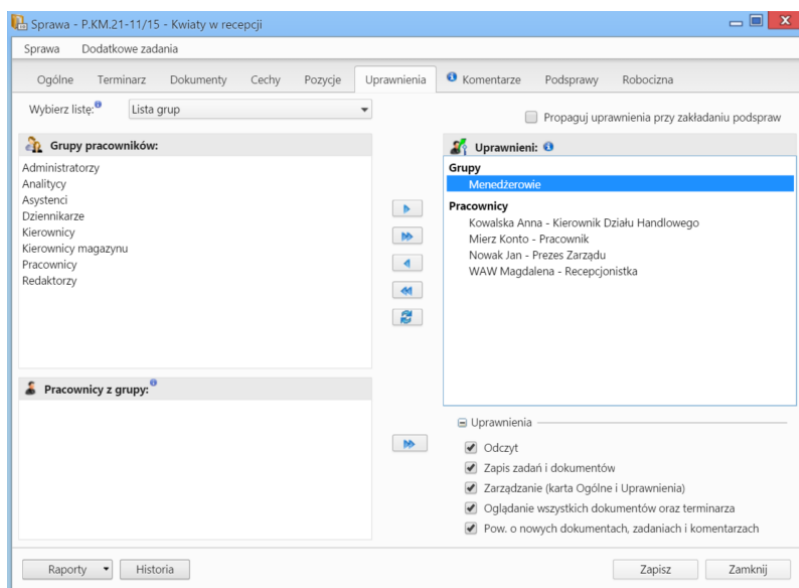 Sprawa - P.KM.21-11/15 - Kwiaty w recepcji
Sprawa Dodatkowe zadania
Ogólne Terminarz Dokumenty Cechy Pozycje Uprawnienia Komentarze Podsprawy Robocizna
Wybierz listę: Lista grup
Propaguj uprawnienia przy zakładaniu podspraw
Grupy pracowników:
Administratorzy
Analitycy
Asystenci
Dziennikarze
Kierownicy
Kierownicy magazynu
Pracownicy
Redaktorzy
Pracownicy z grupy:
Uprawnieni:
Grupy
Menedżerowie
Pracownicy
Kowalska Anna - Kierownik Działu Handlowego
Mierz Konto - Pracownik
Nowak Jan - Prezes Zarządu
WAW Magdalena - Recepcjonistka
Uprawnienia
Odczyt
Zapis zadań i dokumentów
Zarządzanie (karta Ogólne i Uprawnienia)
Oglądanie wszystkich dokumentów oraz terminarza
Pow. o nowych dokumentach, zadaniach i komentarzach
Raporty Historia Zapisz Zamknij